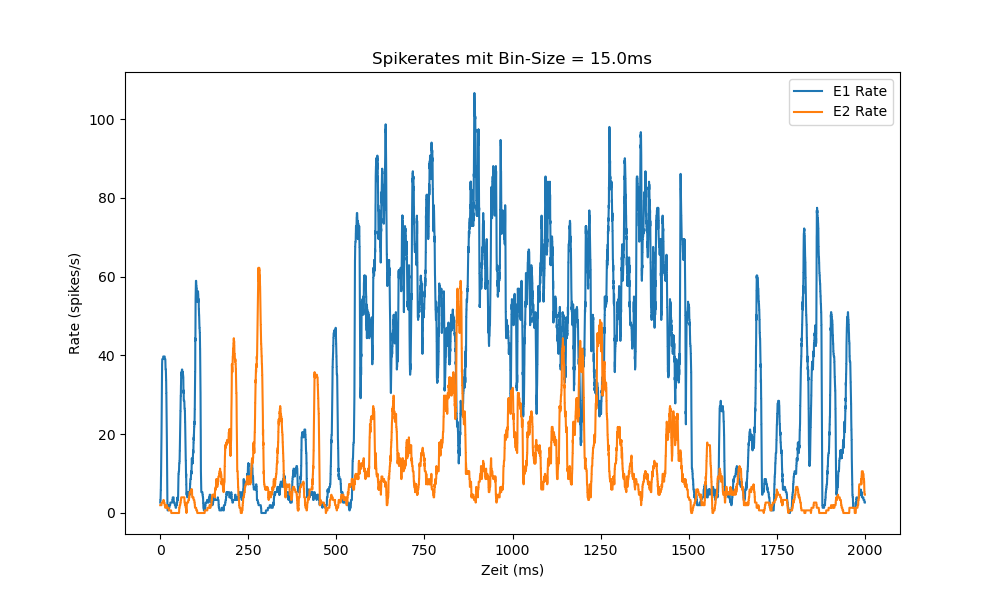 Spikerates mit Bin-Size = 15.0ms
E1 Rate
E2 Rate
Rate (spikes/s)
100
80
60
40
20
0
0 250 500 750 1000 1250 1500 1750 2000
Zeit (ms)